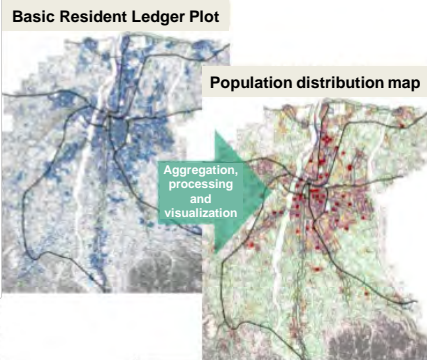 Basic Resident Ledger Plot
Population distribution map
Aggregation,
processing
and
visualization